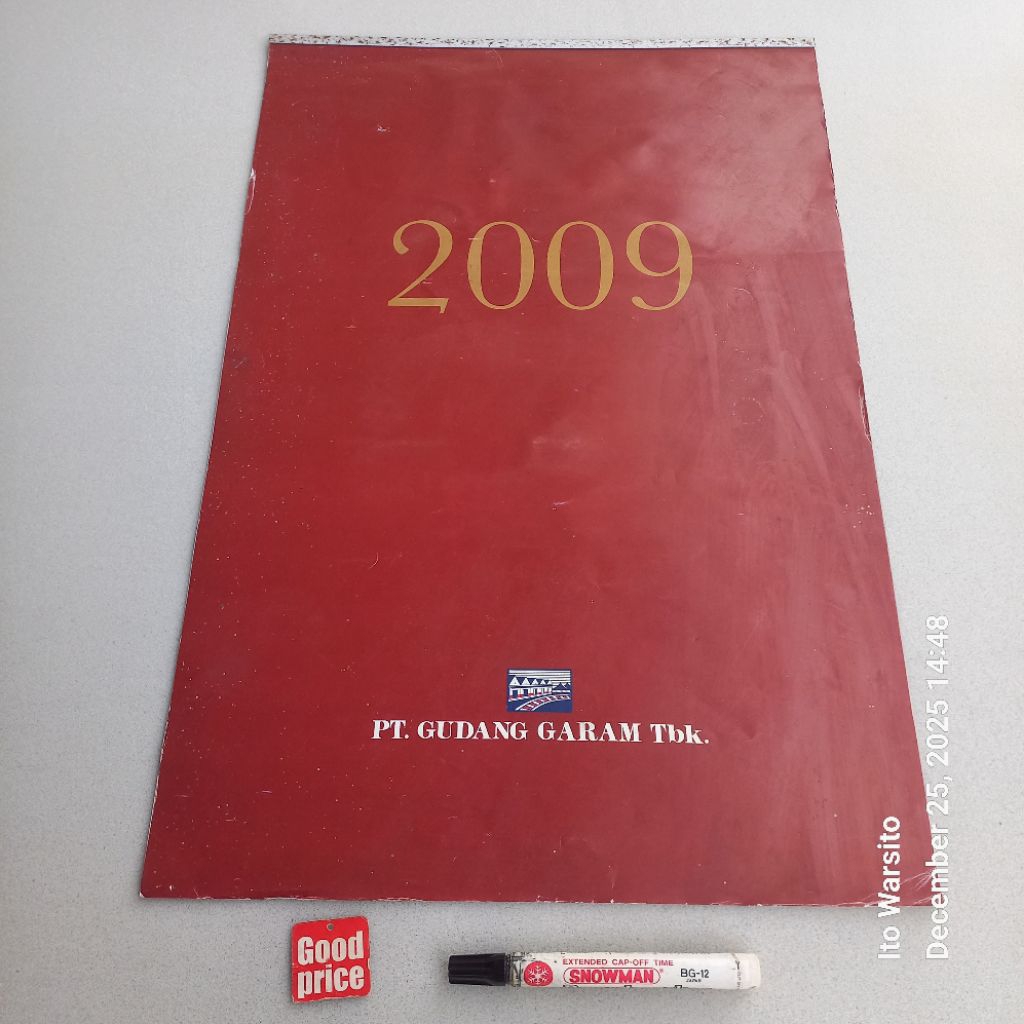 2009
PT. GUDANG GARAM Tbk.
Good
price
EXTENDED CAP-OFF TIME
SNOWMAN
BG-12
JAPAN
Ito Warsito
December 25, 2025 14:48